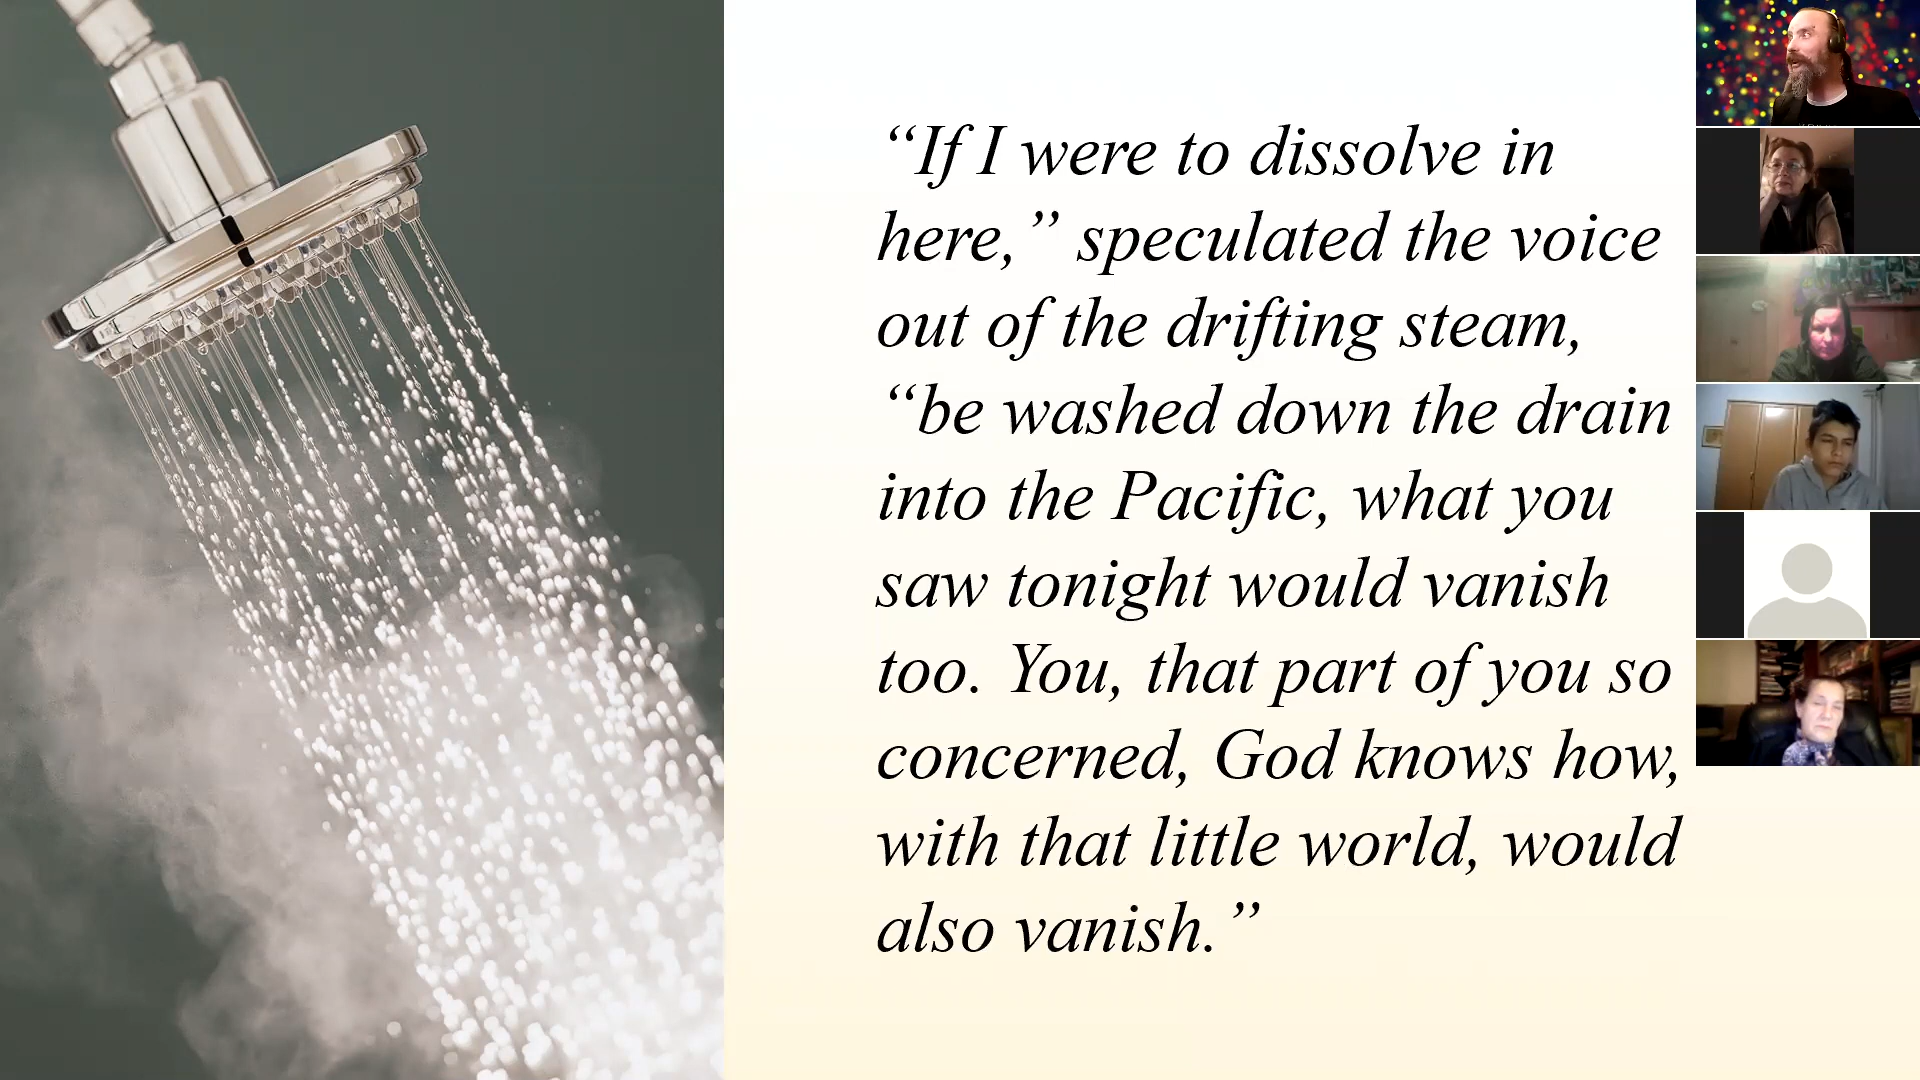 “If I were to dissolve in
here,” speculated the voice
out of the drifting steam,
“be washed down the drain
into the Pacific, what you
saw tonight would vanish
too. You, that part of you so
concerned, God knows how,
with that little world, would
also vanish.”